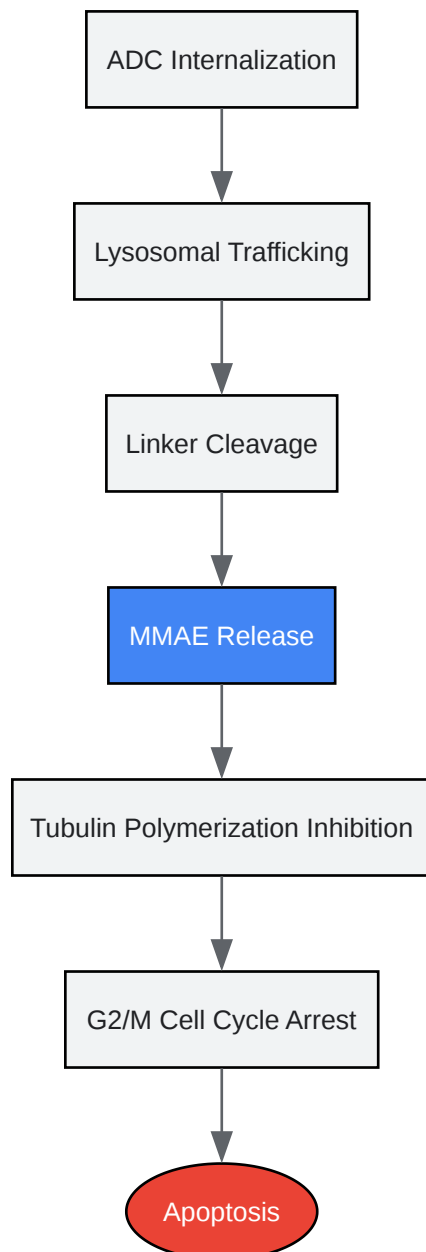 ADC Internalization
Lysosomal Trafficking
Linker Cleavage
MMAE Release
Tubulin Polymerization Inhibition
G2/M Cell Cycle Arrest
Apoptosis